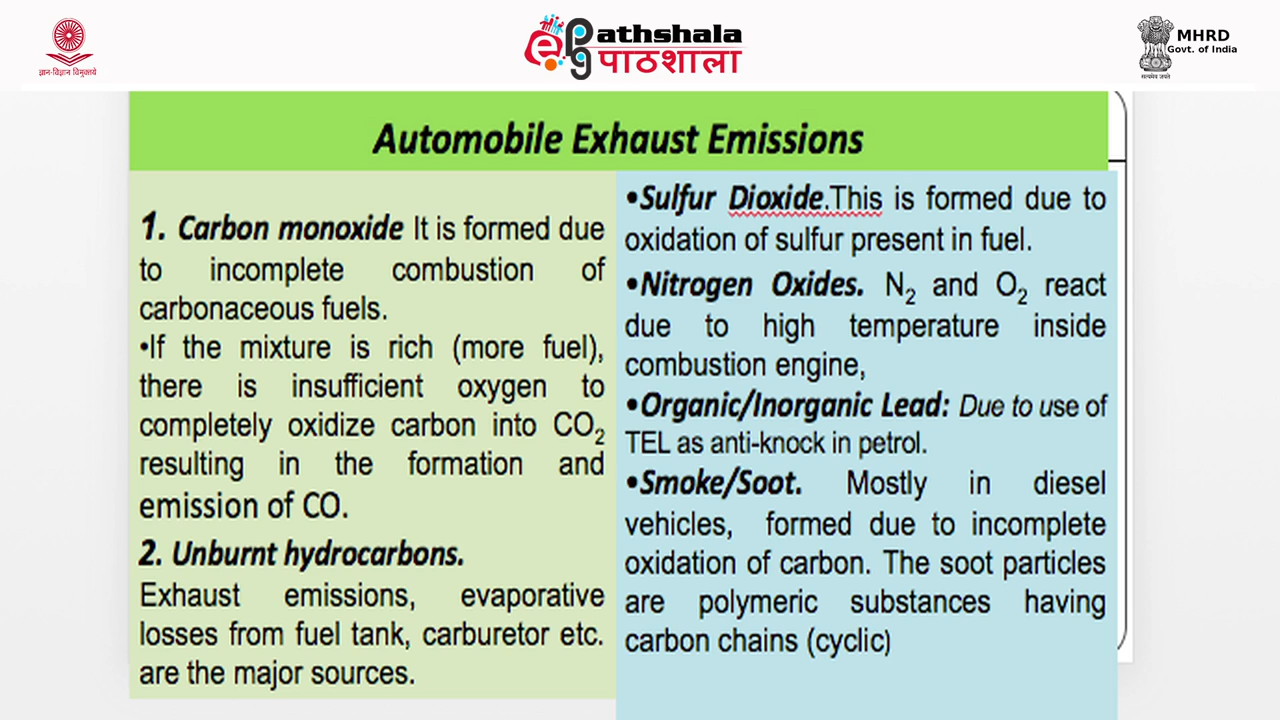 ज्ञान-विज्ञान विमुक्तये
ePathshala
पाठशाला
सत्यमेव जयते
MHRD
Govt. of India
Automobile Exhaust Emissions
1. Carbon monoxide It is formed due
to incomplete combustion of
carbonaceous fuels.
•If the mixture is rich (more fuel),
there is insufficient oxygen to
completely oxidize carbon into CO₂
resulting in the formation and
emission of CO.
2. Unburnt hydrocarbons.
Exhaust emissions, evaporative
losses from fuel tank, carburetor etc.
are the major sources.
•Sulfur Dioxide.This is formed due to
oxidation of sulfur present in fuel.
•Nitrogen Oxides. N₂ and O₂ react
due to high temperature inside
combustion engine,
•Organic/Inorganic Lead: Due to use of
TEL as anti-knock in petrol.
•Smoke/Soot. Mostly in diesel
vehicles, formed due to incomplete
oxidation of carbon. The soot particles
are polymeric substances having
carbon chains (cyclic)